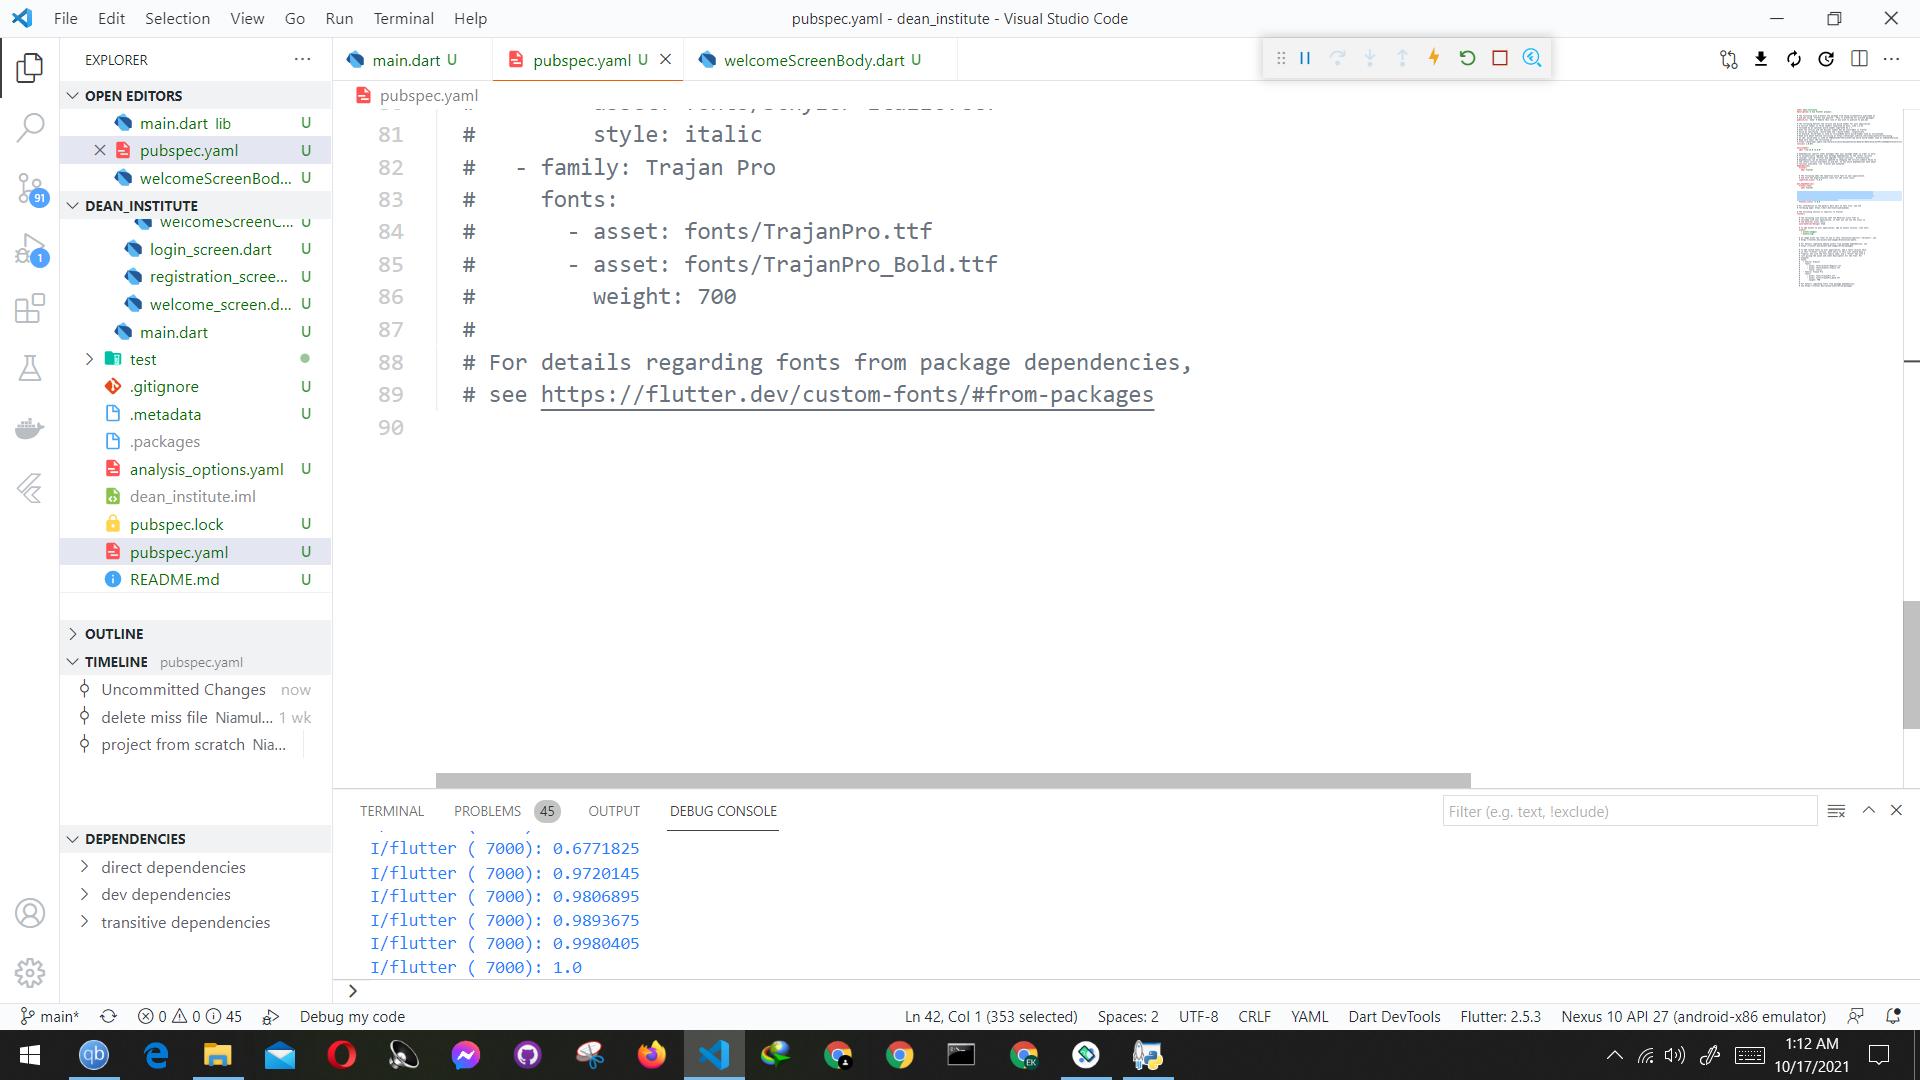 File Edit Selection View Go Run Terminal Help
pubspec.yaml - dean_institute - Visual Studio Code
EXPLORER
OPEN EDITORS
main.dart lib U
pubspec.yaml U
welcomeScreenBod... U
DEAN_INSTITUTE
welcomeScreenC... U
login_screen.dart U
registration_scree... U
welcome_screen.d... U
main.dart U
test
.gitignore U
.metadata U
.packages
analysis_options.yaml U
dean_institute.iml
pubspec.lock U
pubspec.yaml U
README.md U
OUTLINE
TIMELINE pubspec.yaml
Uncommitted Changes now
delete miss file Niamul... 1 wk
project from scratch Nia...
DEPENDENCIES
direct dependencies
dev dependencies
transitive dependencies
91
1
main.dart U pubspec.yaml U welcomeScreenBody.dart U
pubspec.yaml
81 # style: italic
82 # - family: Trajan Pro
83 # fonts:
84 # - asset: fonts/TrajanPro.ttf
85 # - asset: fonts/TrajanPro_Bold.ttf
86 # weight: 700
87 #
88 # For details regarding fonts from package dependencies,
89 # see https://flutter.dev/custom-fonts/#from-packages
90
TERMINAL PROBLEMS 45 OUTPUT DEBUG CONSOLE
Filter (e.g. text, !exclude)
I/flutter ( 7000): 0.6771825
I/flutter ( 7000): 0.9720145
I/flutter ( 7000): 0.9806895
I/flutter ( 7000): 0.9893675
I/flutter ( 7000): 0.9980405
I/flutter ( 7000): 1.0
main* 0 0 45 Debug my code
Ln 42, Col 1 (353 selected) Spaces: 2 UTF-8 CRLF YAML Dart DevTools Flutter: 2.5.3 Nexus 10 API 27 (android-x86 emulator)
qb
EK
1:12 AM
10/17/2021